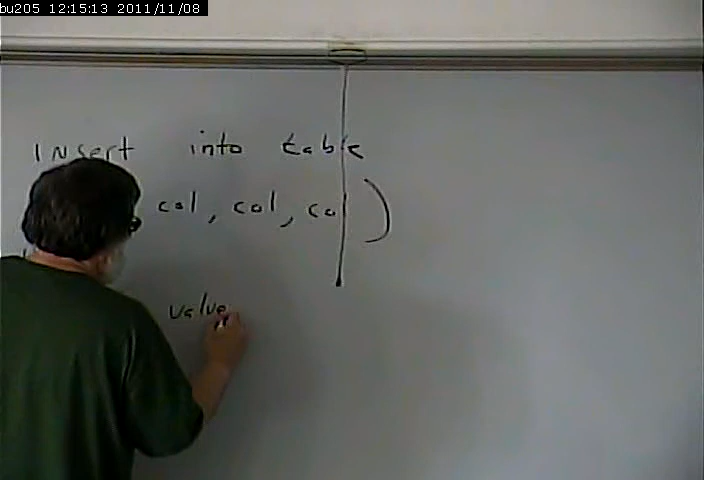 bu205 12:15:13 2011/11/08
Insert into table
col, col, col )
value